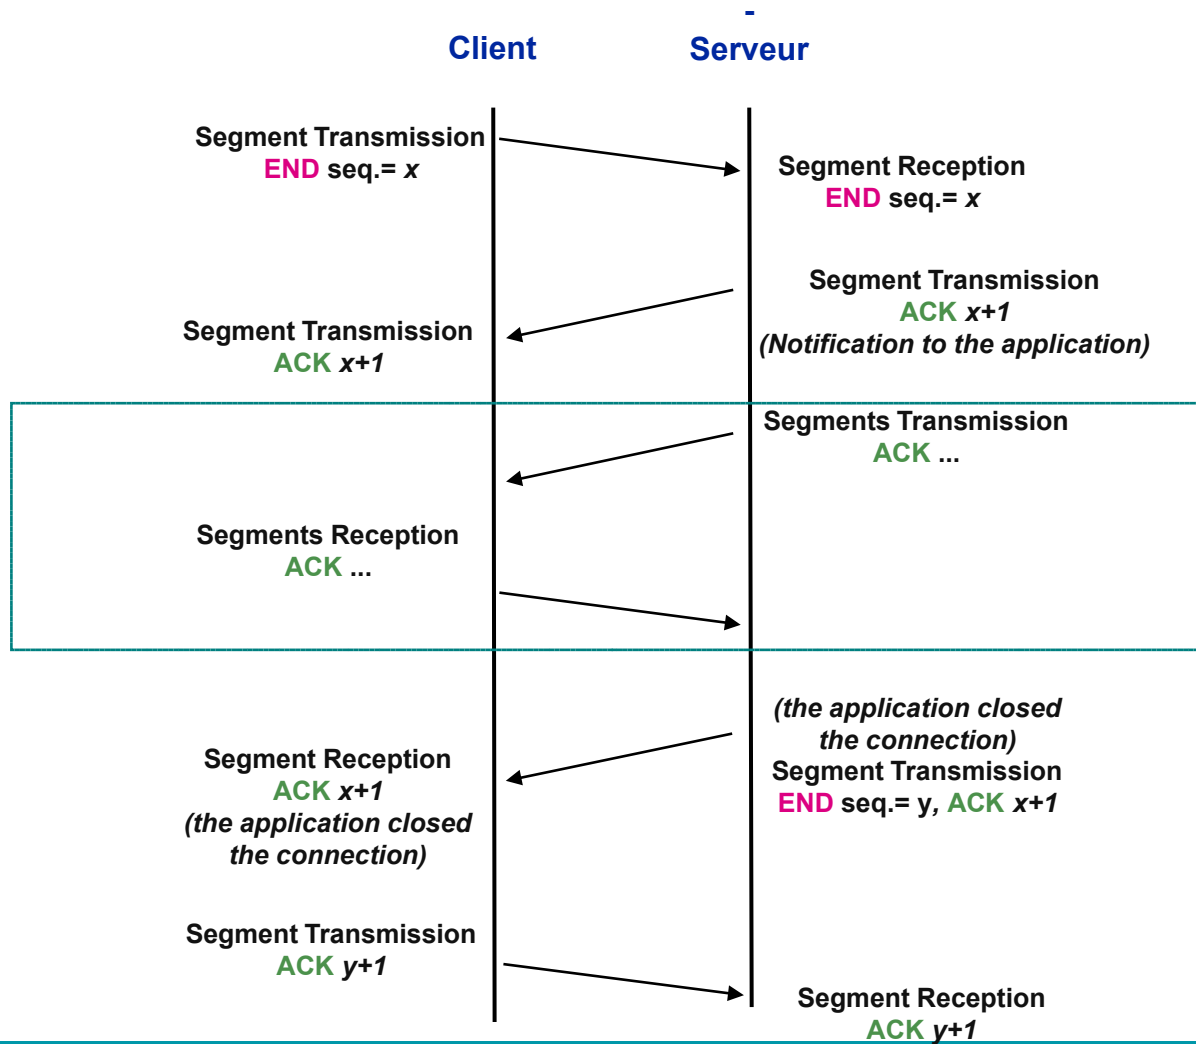 -
Client
Serveur
Segment Transmission
END seq.= x
Segment Reception
END seq.= x
Segment Transmission
ACK x+1
(Notification to the application)
Segment Transmission
ACK x+1
Segments Transmission
ACK ...
Segments Reception
ACK ...
(the application closed
the connection)
Segment Transmission
END seq.= y, ACK x+1
Segment Reception
ACK x+1
(the application closed
the connection)
Segment Transmission
ACK y+1
Segment Reception
ACK y+1